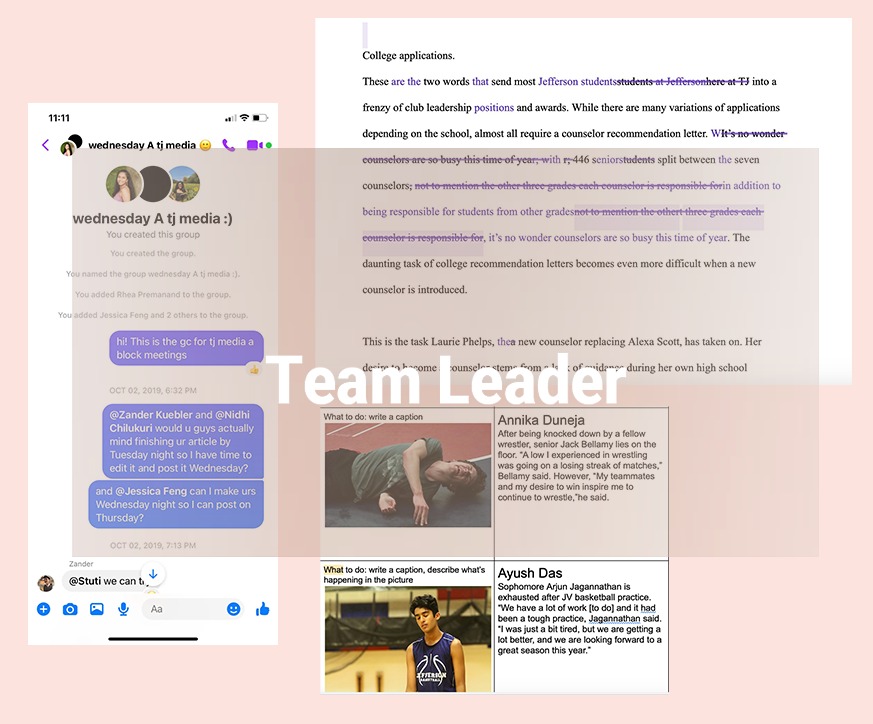 11:11
wednesday A tj media 😀
wednesday A tj media :)
You created this group
You created the group.
You named the group wednesday A tj media :).
You added Rhea Premanand to the group.
You added Jessica Feng and 2 others to the group.
hi! This is the gc for tj media a
block meetings
OCT 02, 2019, 6:32 PM
@Zander Kuebler and @Nidhi
Chilukuri would u guys actually
mind finishing ur article by
Tuesday night so I have time to
edit it and post it Wednesday?
and @Jessica Feng can I make urs
Wednesday night so I can post on
Thursday?
OCT 02, 2019, 7:13 PM
Zander
@Stuti we can
Aa
College applications.
These are the two words that send most Jefferson studentsstudents at Jeffersonhere at TJ into a
frenzy of club leadership positions and awards. While there are many variations of applications
depending on the school, almost all require a counselor recommendation letter. WIt's no wonder
counselors are so busy this time of year; with r; 446 seniorsstudents split between the seven
counselors; not to mention the other three grades each counselor is responsible forin addition to
being responsible for students from other gradesnot to mention the othert three grades each
counselor is responsible for, it's no wonder counselors are so busy this time of year. The
daunting task of college recommendation letters becomes even more difficult when a new
counselor is introduced.
This is the task Laurie Phelps, thea new counselor replacing Alexa Scott, has taken on. Her
desire to become a counselor stems from a lack of guidance during her own high school
Team Leader
What to do: write a caption
Annika Duneja
After being knocked down by a fellow
wrestler, senior Jack Bellamy lies on the
floor. “A low I experienced in wrestling
was going on a losing streak of matches,”
Bellamy said. However, “My teammates
and my desire to win inspire me to
continue to wrestle,”he said.
What to do: write a caption, describe what's
happening in the picture
Ayush Das
Sophomore Arjun Jagannathan is
exhausted after JV basketball practice.
“We have a lot of work [to do] and it had
been a tough practice, Jagannathan said.
“I was just a bit tired, but we are getting a
lot better, and we are looking forward to a
great season this year.”
JEFFERSON
BASKETBALL